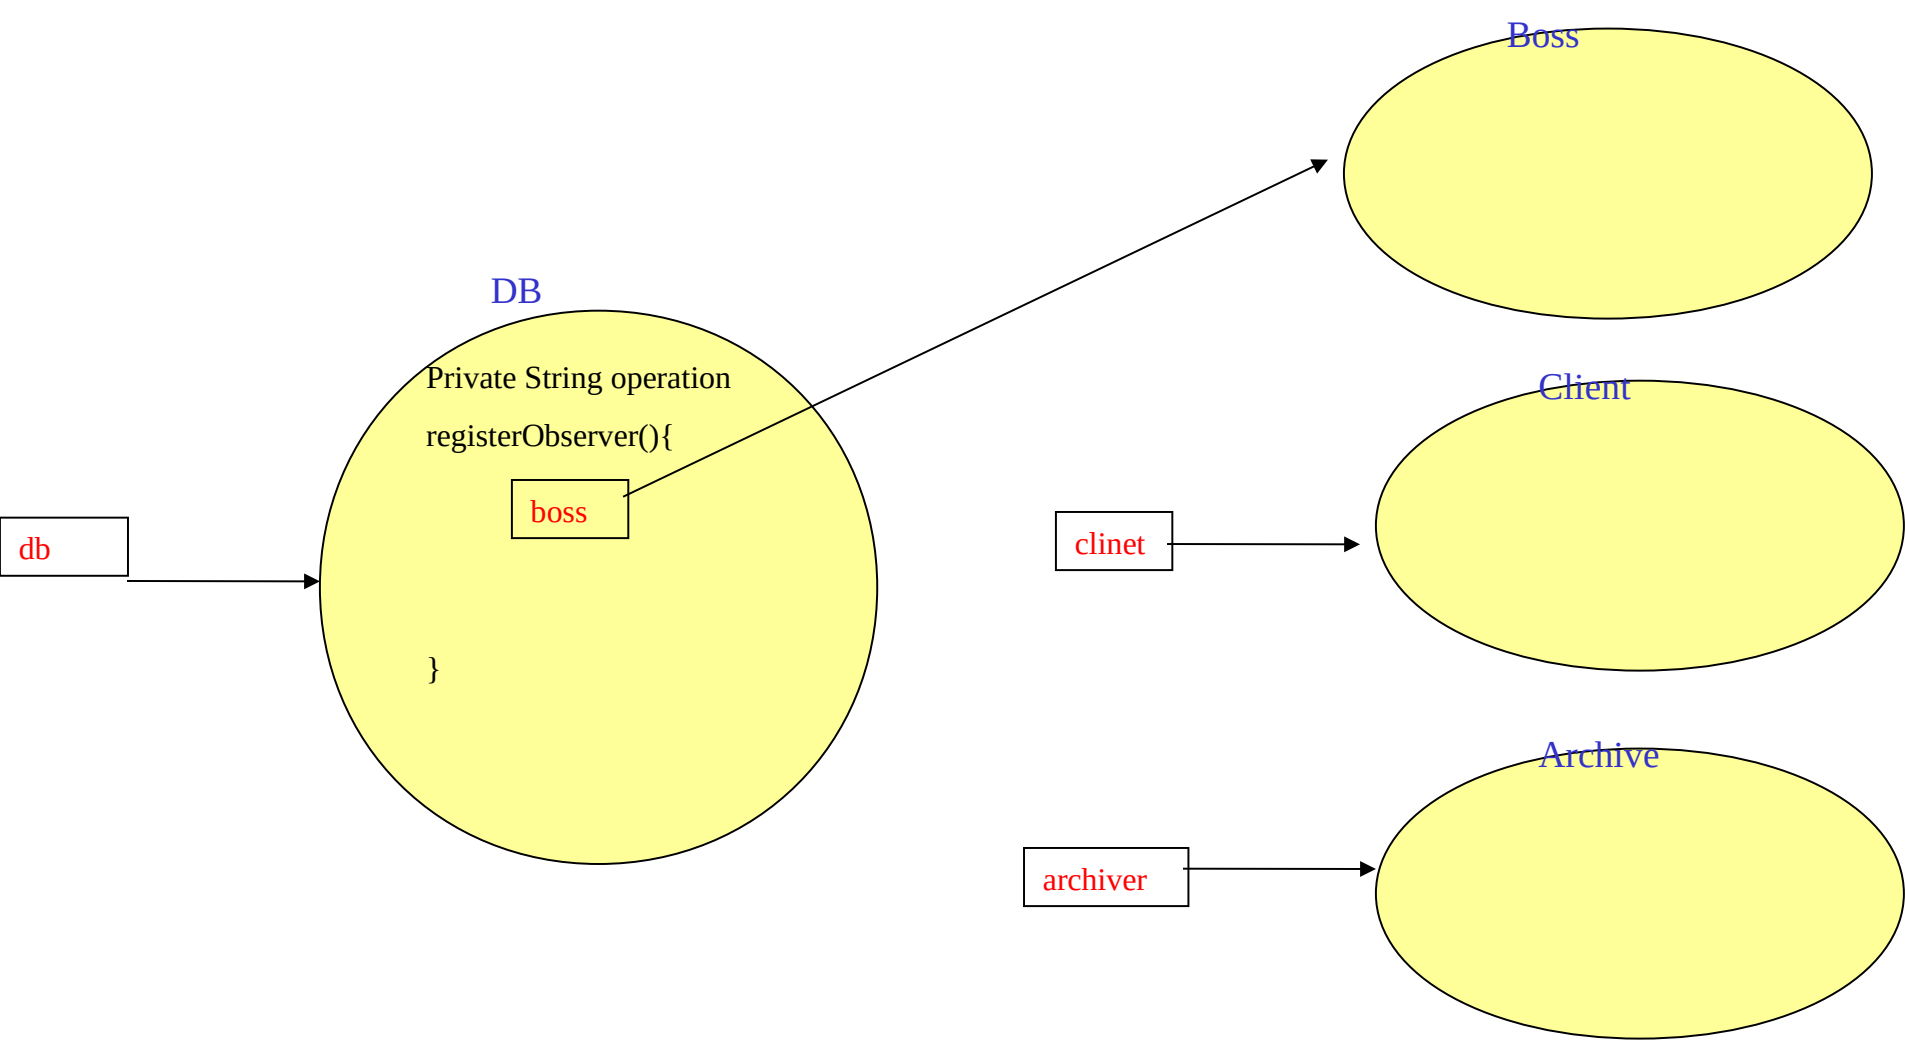 Boss
DB
Private String operation
registerObserver(){
boss
db
}
Client
clinet
Archive
archiver